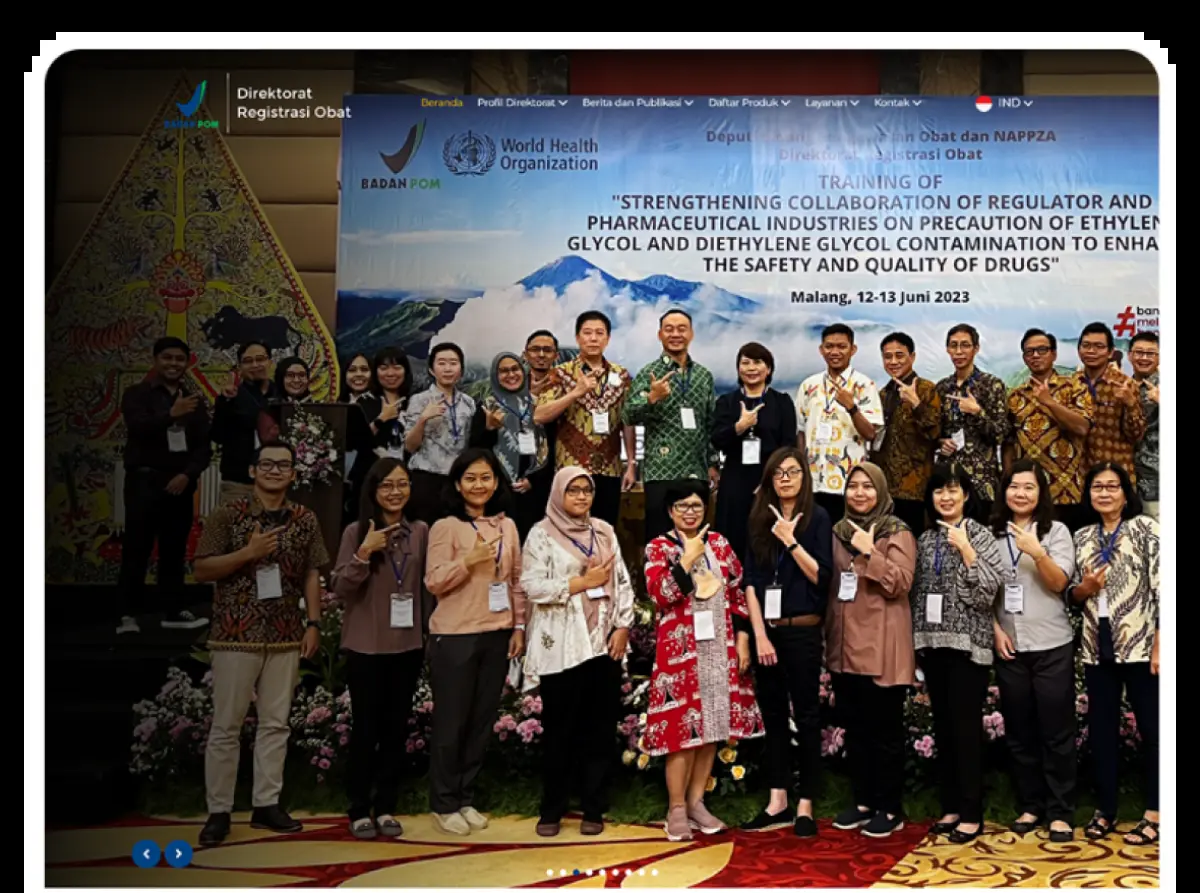 Direktorat
Registrasi Obat
BADAN POM
Beranda
Profil Direktorat
Berita dan Publikasi
Daftar Produk
Layanan
Kontak
IND
BADAN POM
World Health
Organization
Obat dan NAPPZA
Direktorat Registrasi Obat
TRAINING OF
"STRENGTHENING COLLABORATION OF REGULATOR AND
PHARMACEUTICAL INDUSTRIES ON PRECAUTION OF ETHYLEN
GLYCOL AND DIETHYLENE GLYCOL CONTAMINATION TO ENHA
THE SAFETY AND QUALITY OF DRUGS"
Malang, 12-13 Juni 2023
#
ban
mel